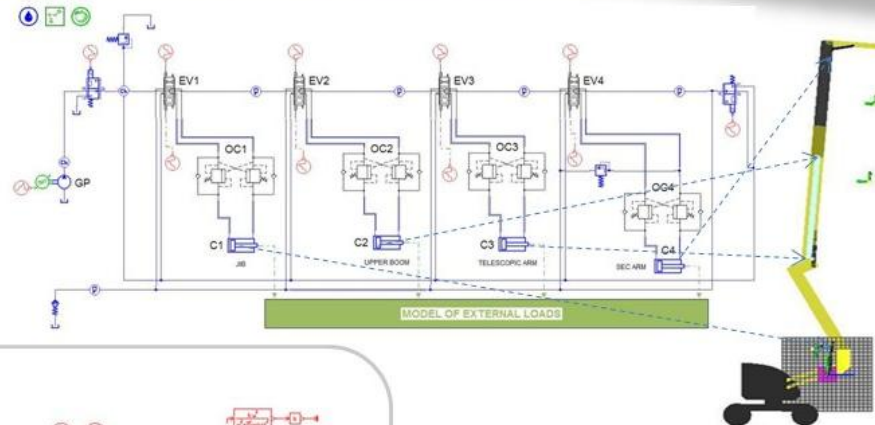 EV1
EV2
EV3
EV4
OC1
OC2
OC3
OC4
GP
C1
C2
C3
C4
JIB
UPPER BOOM
TELESCOPIC ARM
SEC ARM
MODEL OF EXTERNAL LOADS